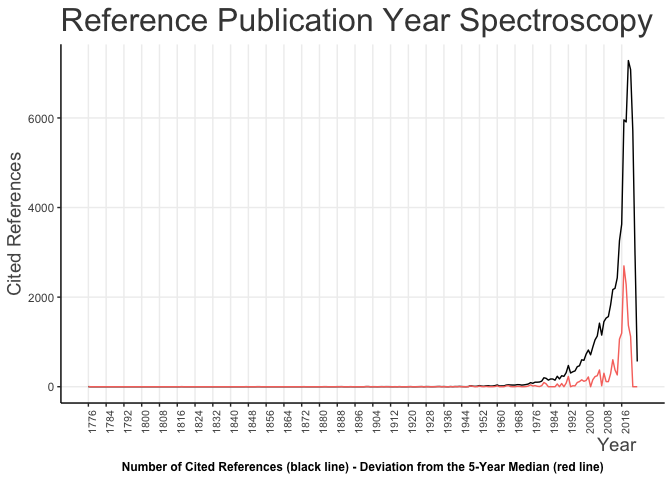 Reference Publication Year Spectroscopy
Cited References
6000
4000
2000
0
1776 1784 1792 1800 1808 1816 1824 1832 1840 1848 1856 1864 1872 1880 1888 1896 1904 1912 1920 1928 1936 1944 1952 1960 1968 1976 1984 1992 2000 2008 2016
Year
Number of Cited References (black line) - Deviation from the 5-Year Median (red line)